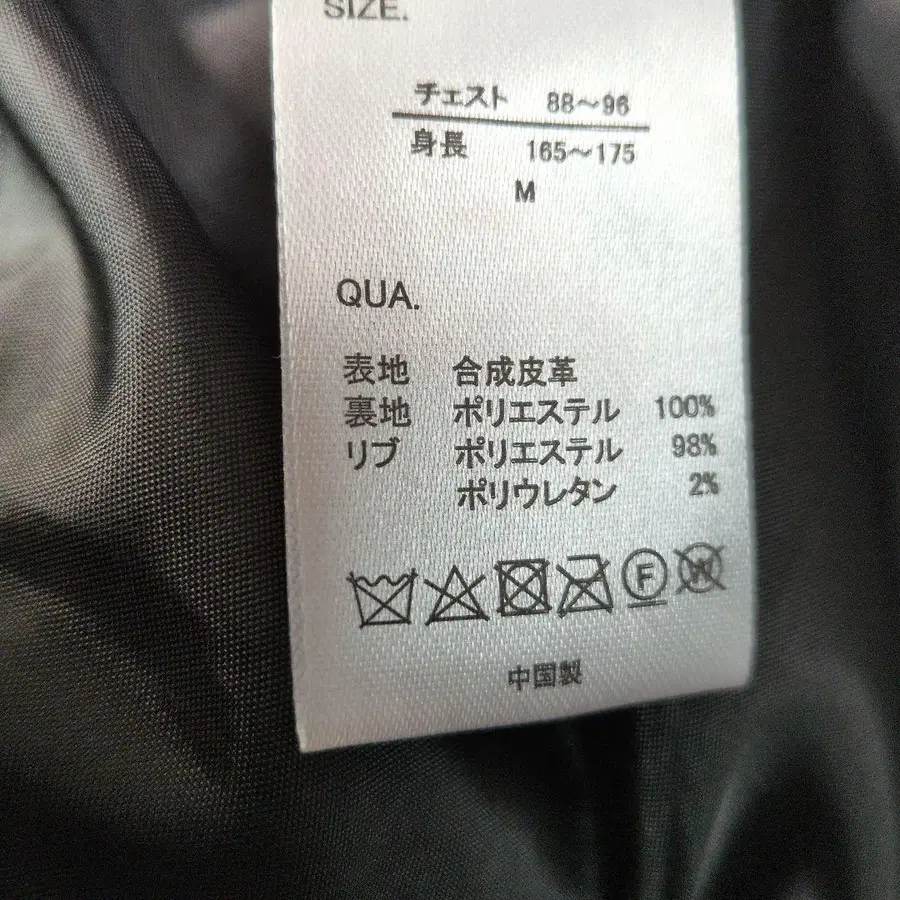 SIZE.
チェスト 88〜96
身長 165〜175
M
QUA.
表地 合成皮革
裏地 ポリエステル 100%
リブ ポリエステル 98%
ポリウレタン 2%
F W
中国製